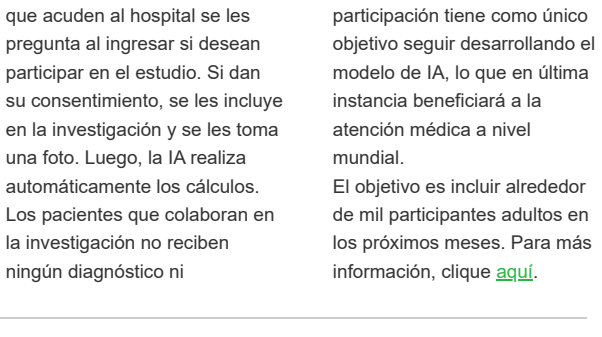 que acuden al hospital se les
pregunta al ingresar si desean
participar en el estudio. Si dan
su consentimiento, se les incluye
en la investigación y se les toma
una foto. Luego, la IA realiza
automáticamente los cálculos.
Los pacientes que colaboran en
la investigación no reciben
ningún diagnóstico ni
participación tiene como único
objetivo seguir desarrollando el
modelo de IA, lo que en última
instancia beneficiará a la
atención médica a nivel
mundial.
El objetivo es incluir alrededor
de mil participantes adultos en
los próximos meses. Para más
información, clique aquí.